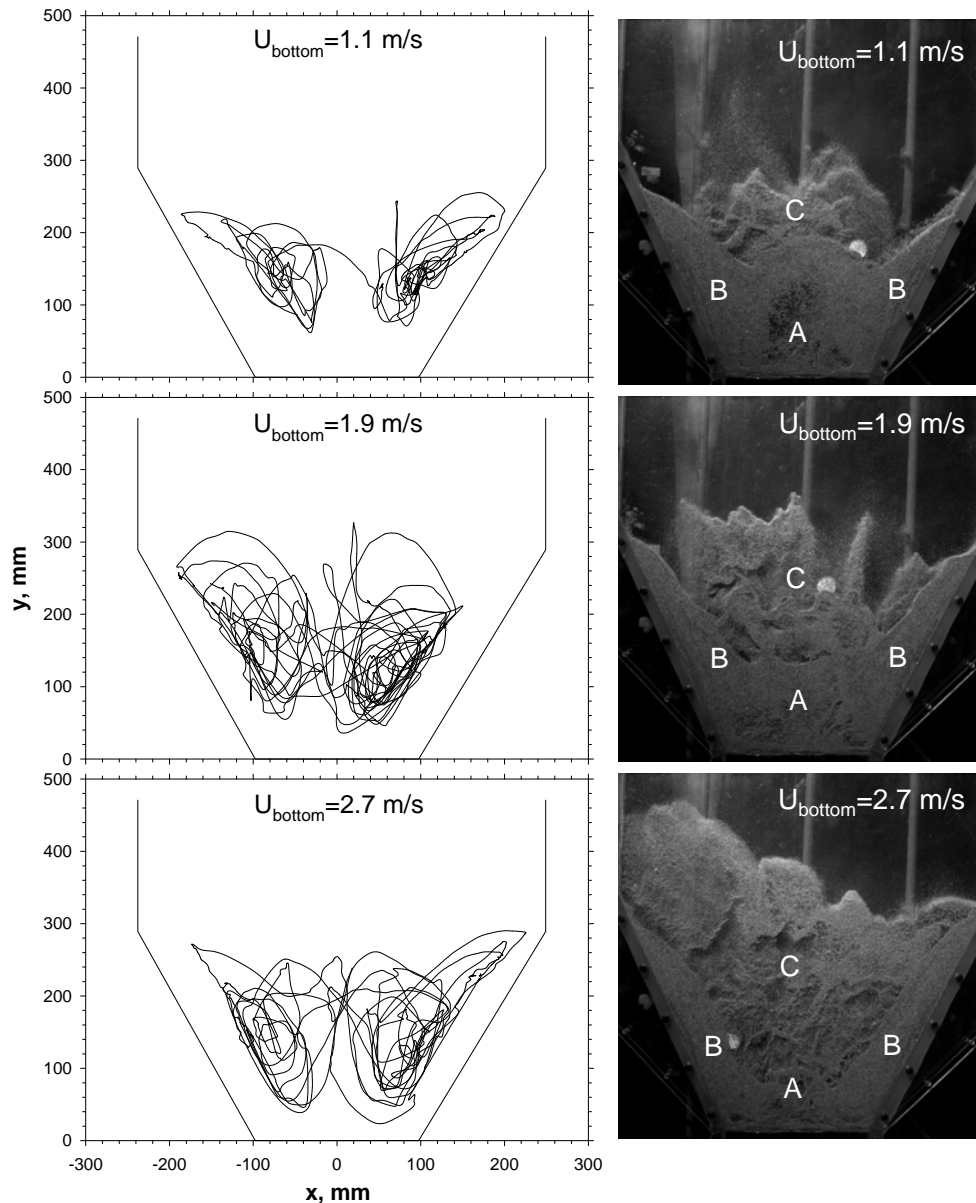 500
400
300
200
100
0
U_bottom=1.1 m/s
U_bottom=1.1 m/s
C
B
B
A
500
400
300
200
100
0
U_bottom=1.9 m/s
y, mm
U_bottom=1.9 m/s
C
B
B
A
500
400
300
200
100
0
U_bottom=2.7 m/s
-300 -200 -100 0 100 200 300
x, mm
U_bottom=2.7 m/s
C
B
B
A